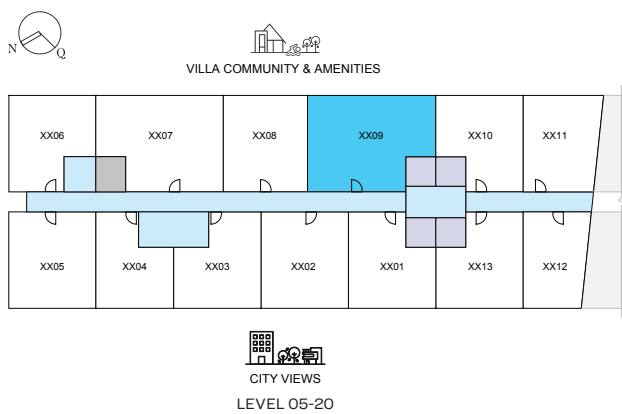 N
Q
VILLA COMMUNITY & AMENITIES
XX06 XX07 XX08 XX09 XX10 XX11
XX05 XX04 XX03 XX02 XX01 XX13 XX12
CITY VIEWS
LEVEL 05-20